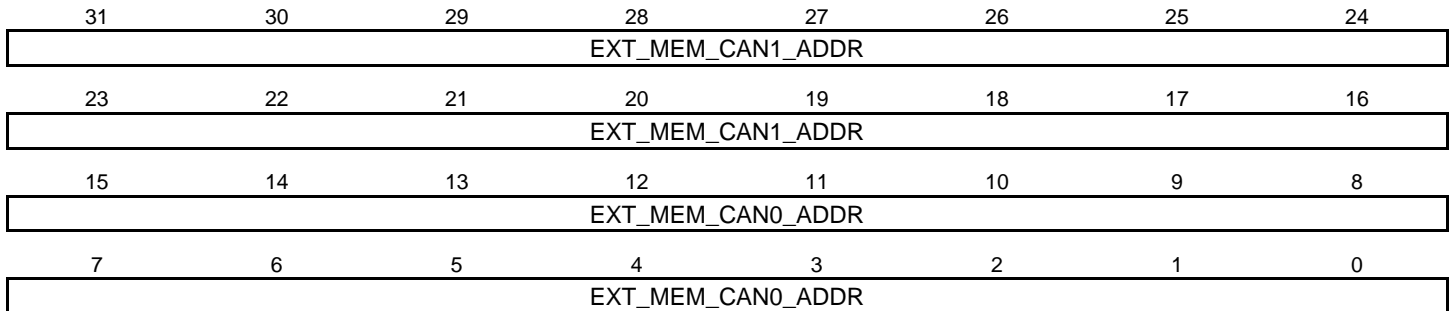 31 30 29 28 27 26 25 24
EXT_MEM_CAN1_ADDR
23 22 21 20 19 18 17 16
EXT_MEM_CAN1_ADDR
15 14 13 12 11 10 9 8
EXT_MEM_CAN0_ADDR
7 6 5 4 3 2 1 0
EXT_MEM_CAN0_ADDR